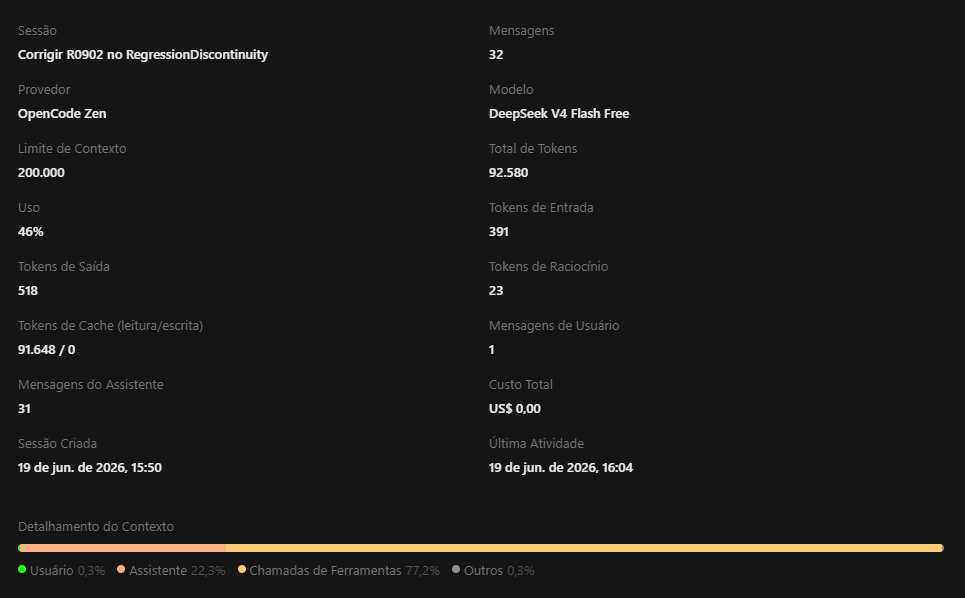 Sessão
Mensagens
Corrigir R0902 no RegressionDiscontinuity
32
Provedor
Modelo
OpenCode Zen
DeepSeek V4 Flash Free
Limite de Contexto
Total de Tokens
200.000
92.580
Uso
Tokens de Entrada
46%
391
Tokens de Saída
Tokens de Raciocínio
518
23
Tokens de Cache (leitura/escrita)
Mensagens de Usuário
91.648 / 0
1
Mensagens do Assistente
Custo Total
31
US$ 0,00
Sessão Criada
Última Atividade
19 de jun. de 2026, 15:50
19 de jun. de 2026, 16:04
Detalhamento do Contexto
Usuário 0,3% Assistente 22,3% Chamadas de Ferramentas 77,2% Outros 0,3%